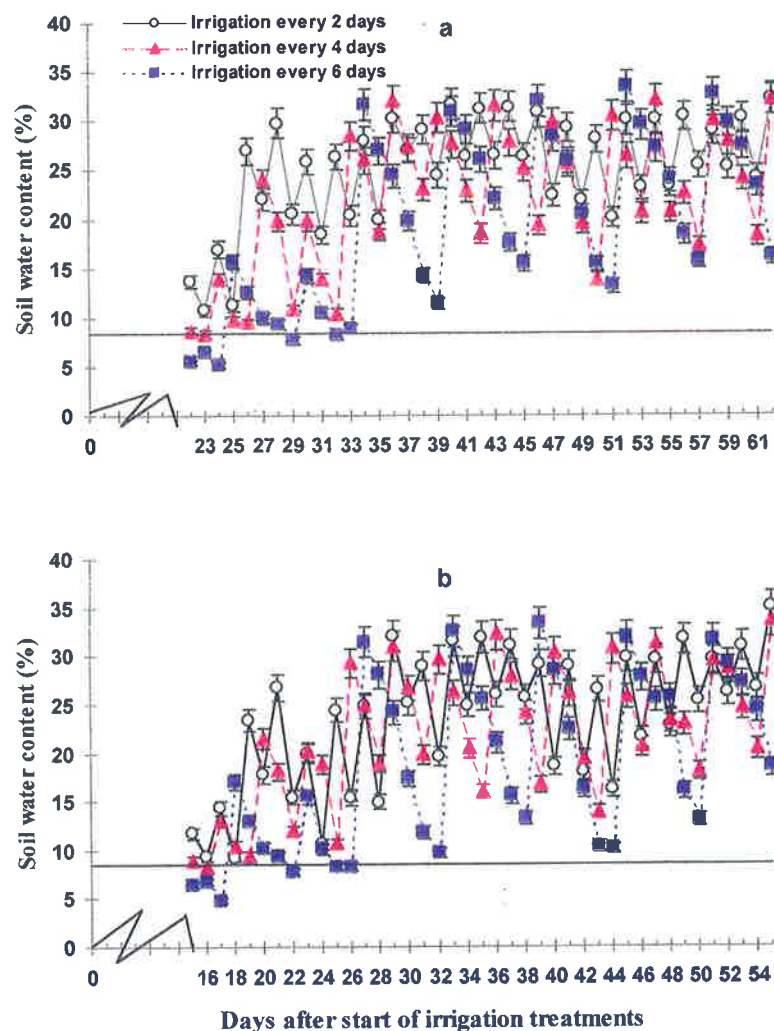 40
a
Irrigation every 2 days
35
Irrigation every 4 days
Irrigation every 6 days
30
25
20
15
10
5
0
Soil water content (%)
0 23 25 27 29 31 33 35 37 39 41 43 45 47 49 51 53 55 57 59 61
40
b
35
30
25
20
15
10
5
0
Soil water content (%)
0 16 18 20 22 24 26 28 30 32 34 36 38 40 42 44 46 48 50 52 54
Days after start of irrigation treatments